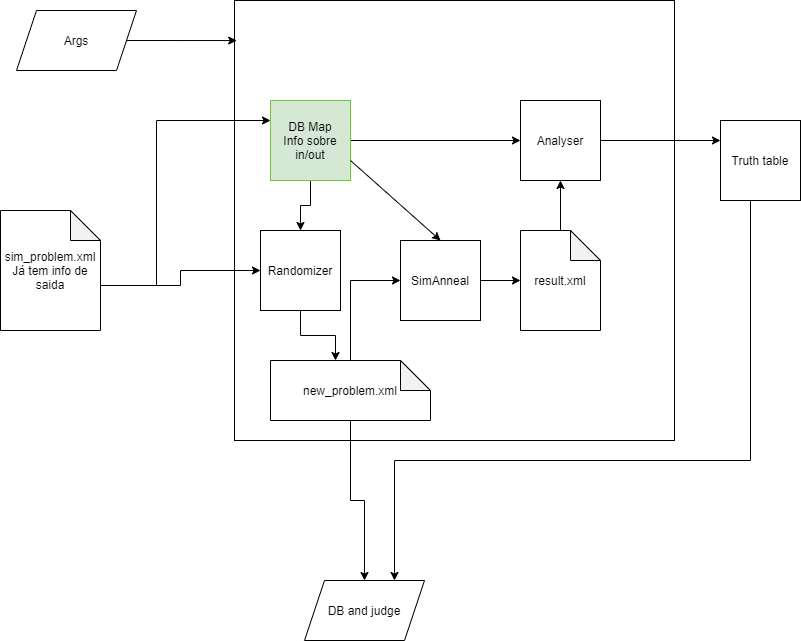 Args
DB Map
Info sobre
in/out
Analyser
Truth table
sim_problem.xml
Já tem info de
saida
Randomizer
SimAnneal
result.xml
new_problem.xml
DB and judge